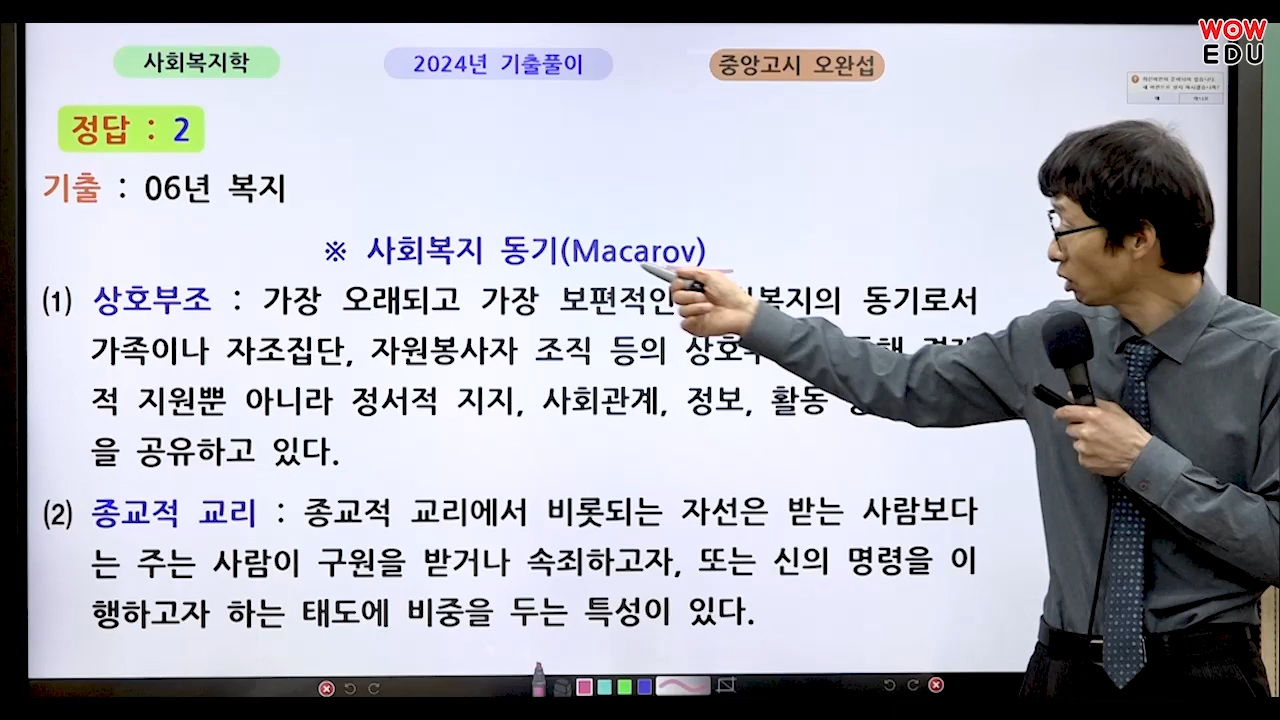 WOW
EDU
사회복지학 2024년 기출풀이 중앙고시 오완섭
정답 : 2
기출 : 06년 복지
※ 사회복지 동기(Macarov)
(1) 상호부조 : 가장 오래되고 가장 보편적인 복지의 동기로서
가족이나 자조집단, 자원봉사자 조직 등의
적 지원뿐 아니라 정서적 지지, 사회관계, 정보, 활동
을 공유하고 있다.
(2) 종교적 교리 : 종교적 교리에서 비롯되는 자선은 받는 사람보다
는 주는 사람이 구원을 받거나 속죄하고자, 또는 신의 명령을 이
행하고자 하는 태도에 비중을 두는 특성이 있다.